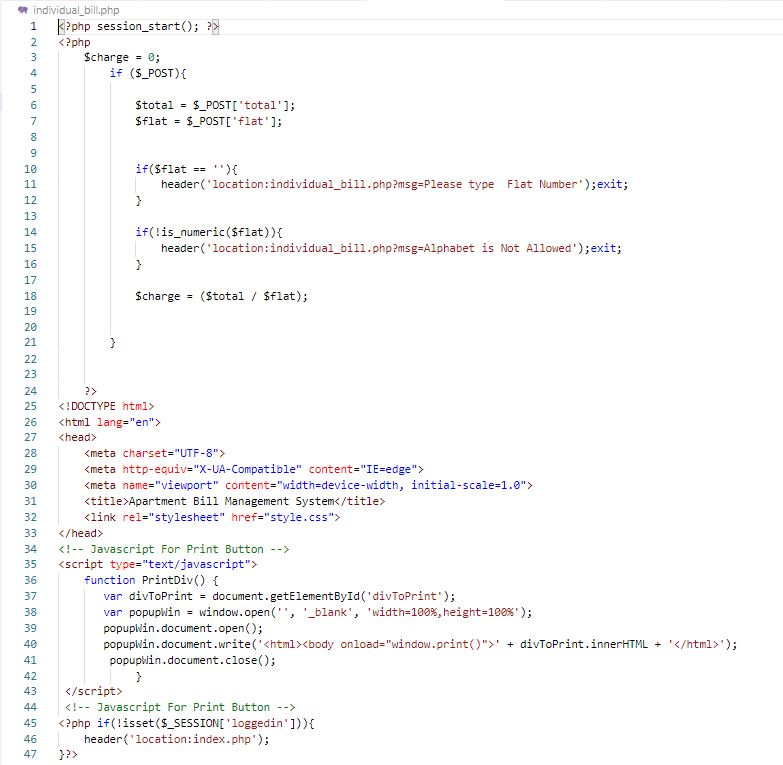 individual_bill.php
1 <?php session_start(); ?>
2 <?php
3 $charge = 0;
4 if ($_POST){
5
6 $total = $_POST['total'];
7 $flat = $_POST['flat'];
8
9
10 if($flat == ''){
11 header('location:individual_bill.php?msg=Please type  Flat Number');exit;
12 }
13
14 if(!is_numeric($flat)){
15 header('location:individual_bill.php?msg=Alphabet is Not Allowed');exit;
16 }
17
18 $charge = ($total / $flat);
19
20
21 }
22
23
24 ?>
25 <!DOCTYPE html>
26 <html lang="en">
27 <head>
28 <meta charset="UTF-8">
29 <meta http-equiv="X-UA-Compatible" content="IE=edge">
30 <meta name="viewport" content="width=device-width, initial-scale=1.0">
31 <title>Apartment Bill Management System</title>
32 <link rel="stylesheet" href="style.css">
33 </head>
34 <!-- Javascript For Print Button -->
35 <script type="text/javascript">
36 function PrintDiv() {
37 var divToPrint = document.getElementById('divToPrint');
38 var popupWin = window.open('', '_blank', 'width=100%,height=100%');
39 popupWin.document.open();
40 popupWin.document.write('<html><body onload="window.print()">' + divToPrint.innerHTML + '</html>');
41 popupWin.document.close();
42 }
43 </script>
44 <!-- Javascript For Print Button -->
45 <?php if(!isset($_SESSION['loggedin'])){
46 header('location:index.php');
47 }?>